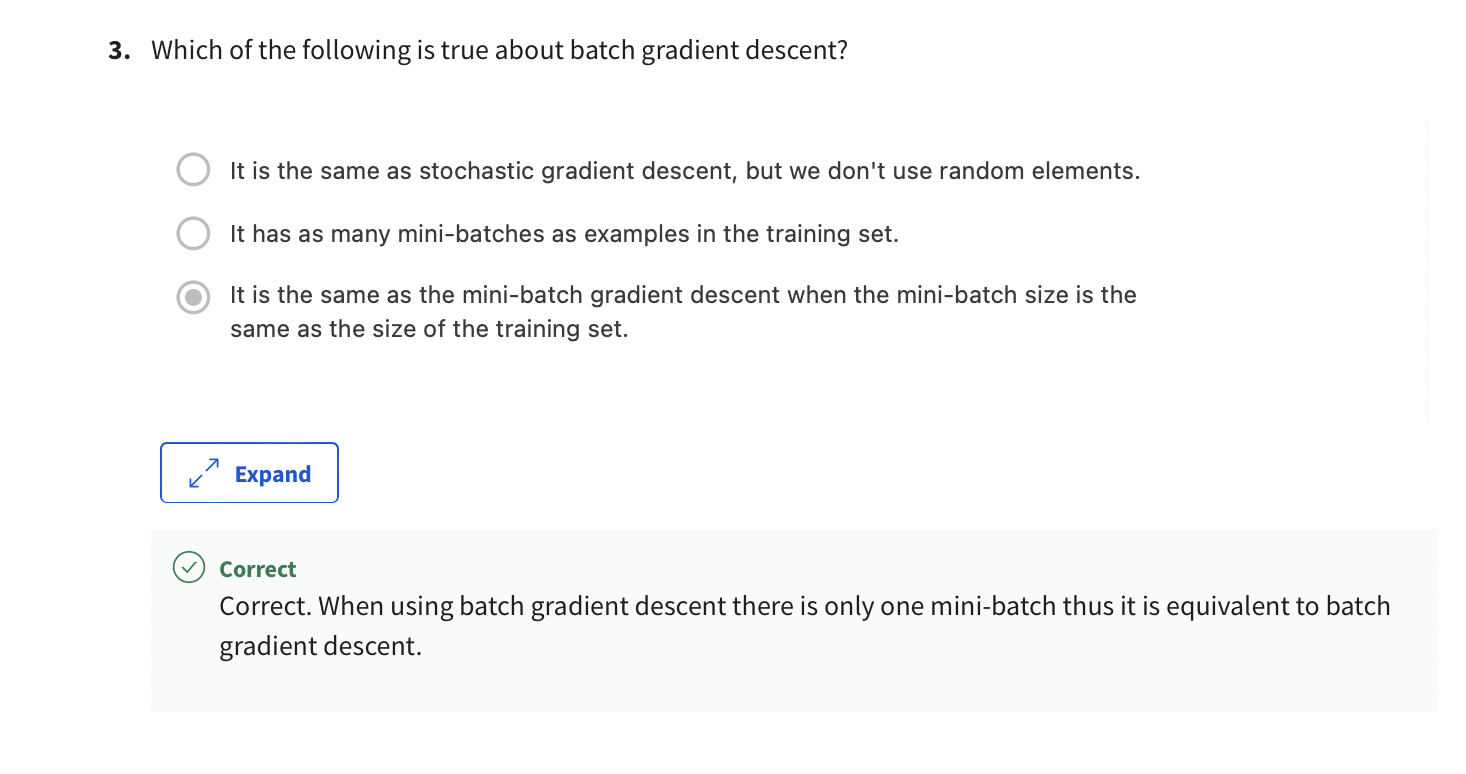 3. Which of the following is true about batch gradient descent?
It is the same as stochastic gradient descent, but we don't use random elements.
It has as many mini-batches as examples in the training set.
It is the same as the mini-batch gradient descent when the mini-batch size is the
same as the size of the training set.
Expand
Correct
Correct. When using batch gradient descent there is only one mini-batch thus it is equivalent to batch
gradient descent.